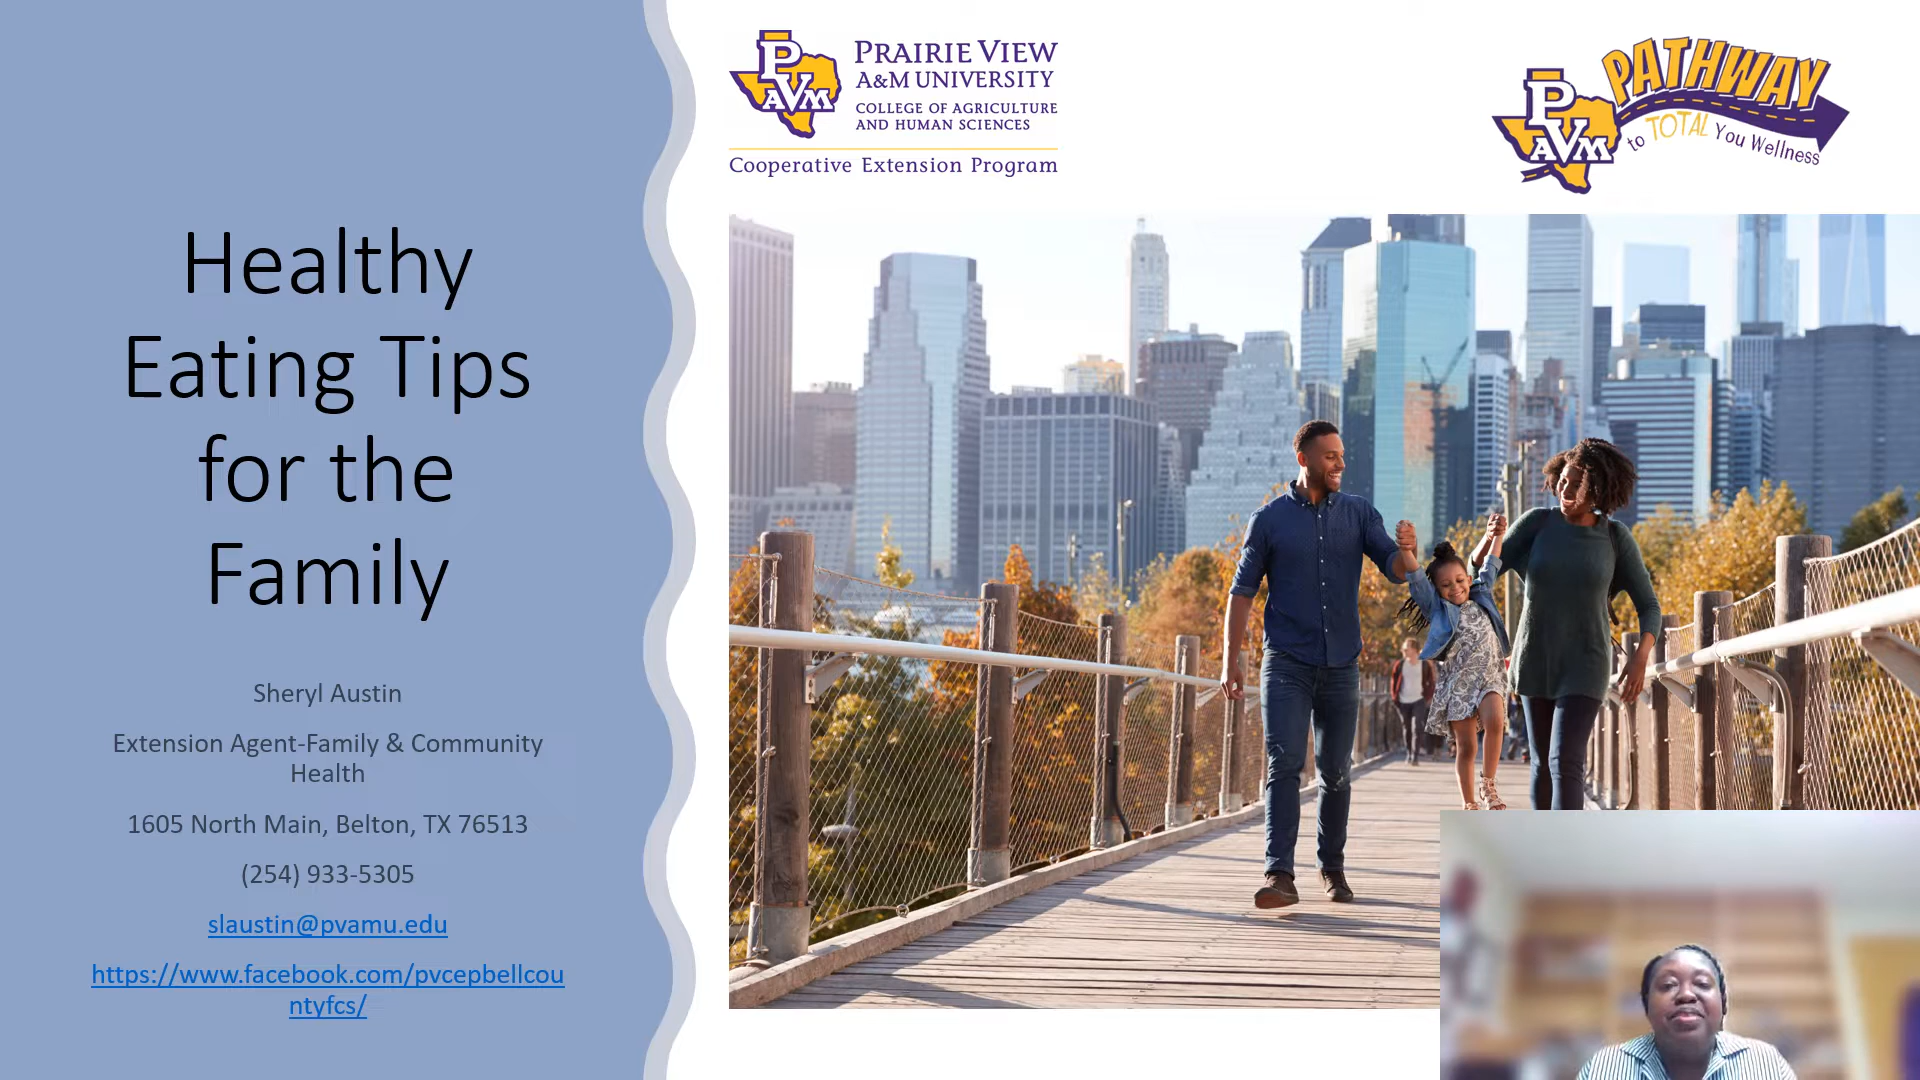 Healthy
Eating Tips
for the
Family
Sheryl Austin
Extension Agent-Family & Community
Health
1605 North Main, Belton, TX 76513
(254) 933-5305
slaustin@pvamu.edu
https://www.facebook.com/pvcepbellcou
ntyfcs/
PVAM
PRAIRIE VIEW
A&M UNIVERSITY
COLLEGE OF AGRICULTURE
AND HUMAN SCIENCES
Cooperative Extension Program
PVAM
PATHWAY
to TOTAL You Wellness